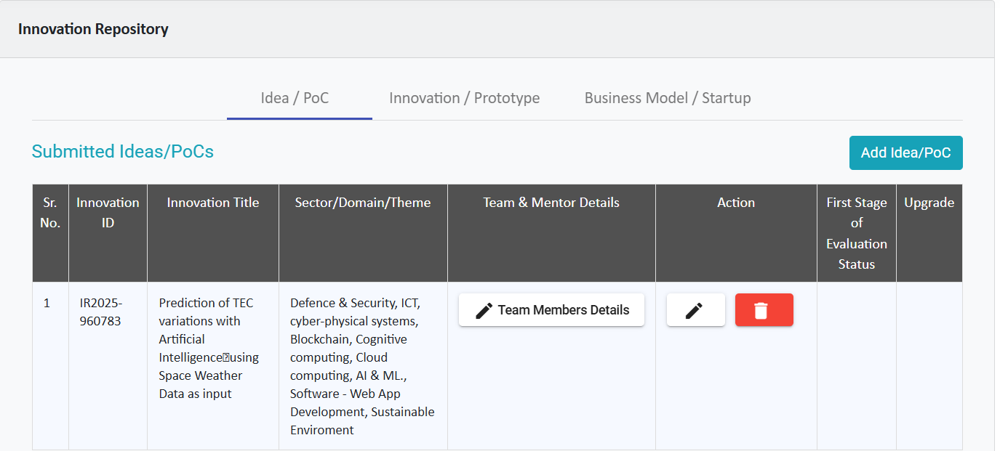 Innovation Repository
Idea / PoC
Innovation / Prototype
Business Model / Startup
Submitted Ideas/PoCs
Add Idea/PoC
Sr.
No.
Innovation
ID
Innovation Title
Sector/Domain/Theme
Team & Mentor Details
Action
First Stage
of
Evaluation
Status
Upgrade
1
IR2025-
960783
Prediction of TEC
variations with
Artificial
Intelligence�using
Space Weather
Data as input
Defence & Security, ICT,
cyber-physical systems,
Blockchain, Cognitive
computing, Cloud
computing, AI & ML.,
Software - Web App
Development, Sustainable
Enviroment
Team Members Details